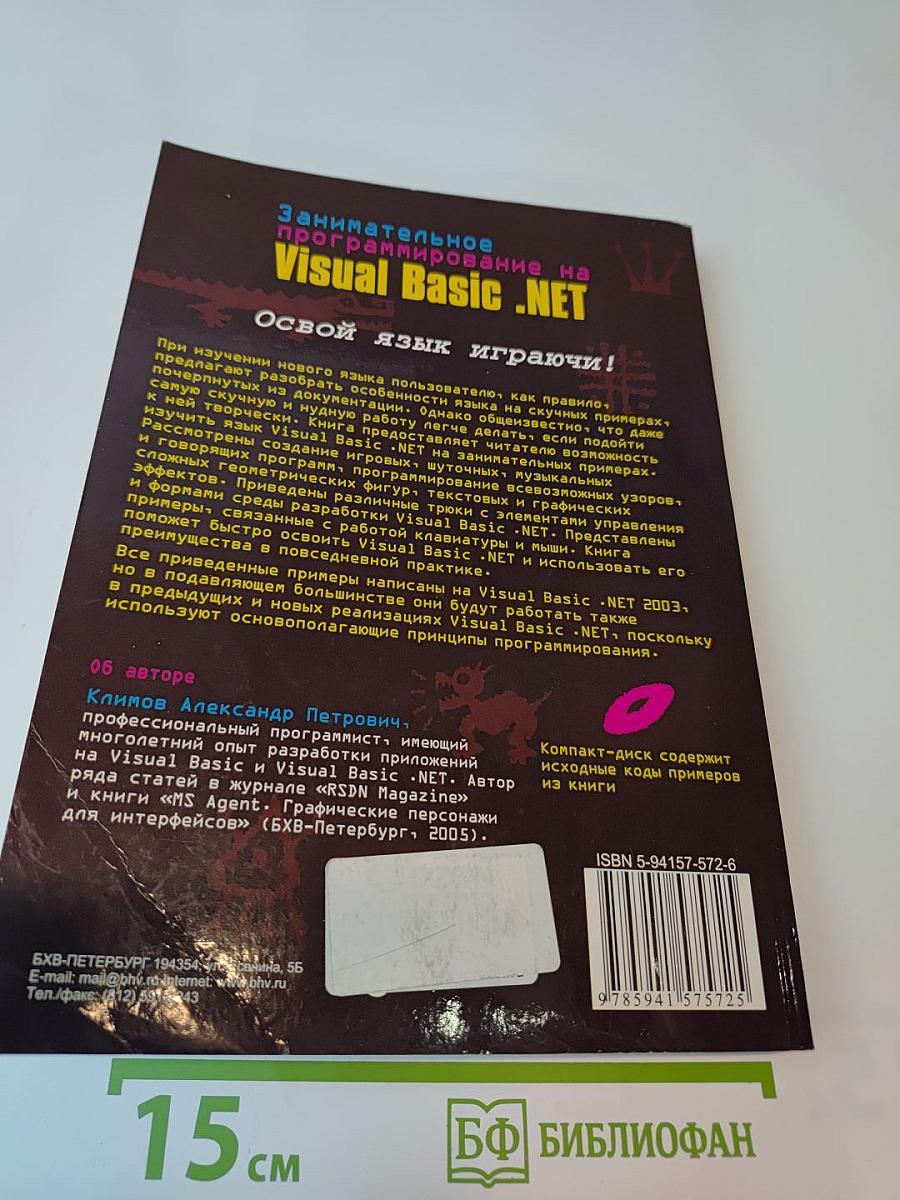 Занимательное
программирование на
Visual Basic .NET
Освой язык играючи!
При изучении нового языка пользователю, как правило,
предлагают разобрать особенности языка на скучных примерах,
почерпнутых из документации. Однако общеизвестно, что даже
самую скучную и нудную работу легче делать, если подойти
к ней творчески. Книга предоставляет читателю возможность
изучить язык Visual Basic .NET на занимательных примерах.
Рассмотрены создание игровых, шуточных, музыкальных
и говорящих программ, программирование всевозможных узоров,
сложных геометрических фигур, текстовых и графических
эффектов. Приведены различные трюки с элементами управления
и формами среды разработки Visual Basic .NET. Представлены
примеры, связанные с работой клавиатуры и мыши. Книга
поможет быстро освоить Visual Basic .NET и использовать его
преимущества в повседневной практике.
Все приведенные примеры написаны на Visual Basic .NET 2003,
но в подавляющем большинстве они будут работать также
в предыдущих и новых реализациях Visual Basic .NET, поскольку
используют основополагающие принципы программирования.
Об авторе
Климов Александр Петрович,
профессиональный программист, имеющий
многолетний опыт разработки приложений
на Visual Basic и Visual Basic .NET. Автор
ряда статей в журнале «RSDN Magazine»
и книги «MS Agent. Графические персонажи
для интерфейсов» (БХВ-Петербург, 2005).
Компакт-диск содержит
исходные коды примеров
из книги
ISBN 5-94157-572-6
9 785941 575725
БХВ-ПЕТЕРБУРГ 194354, ул. 5Б
E-mail: mail@bhv.ru Internet: www.bhv.ru
Тел./факс: (812)
15 см
БФ БИБЛИОФАН